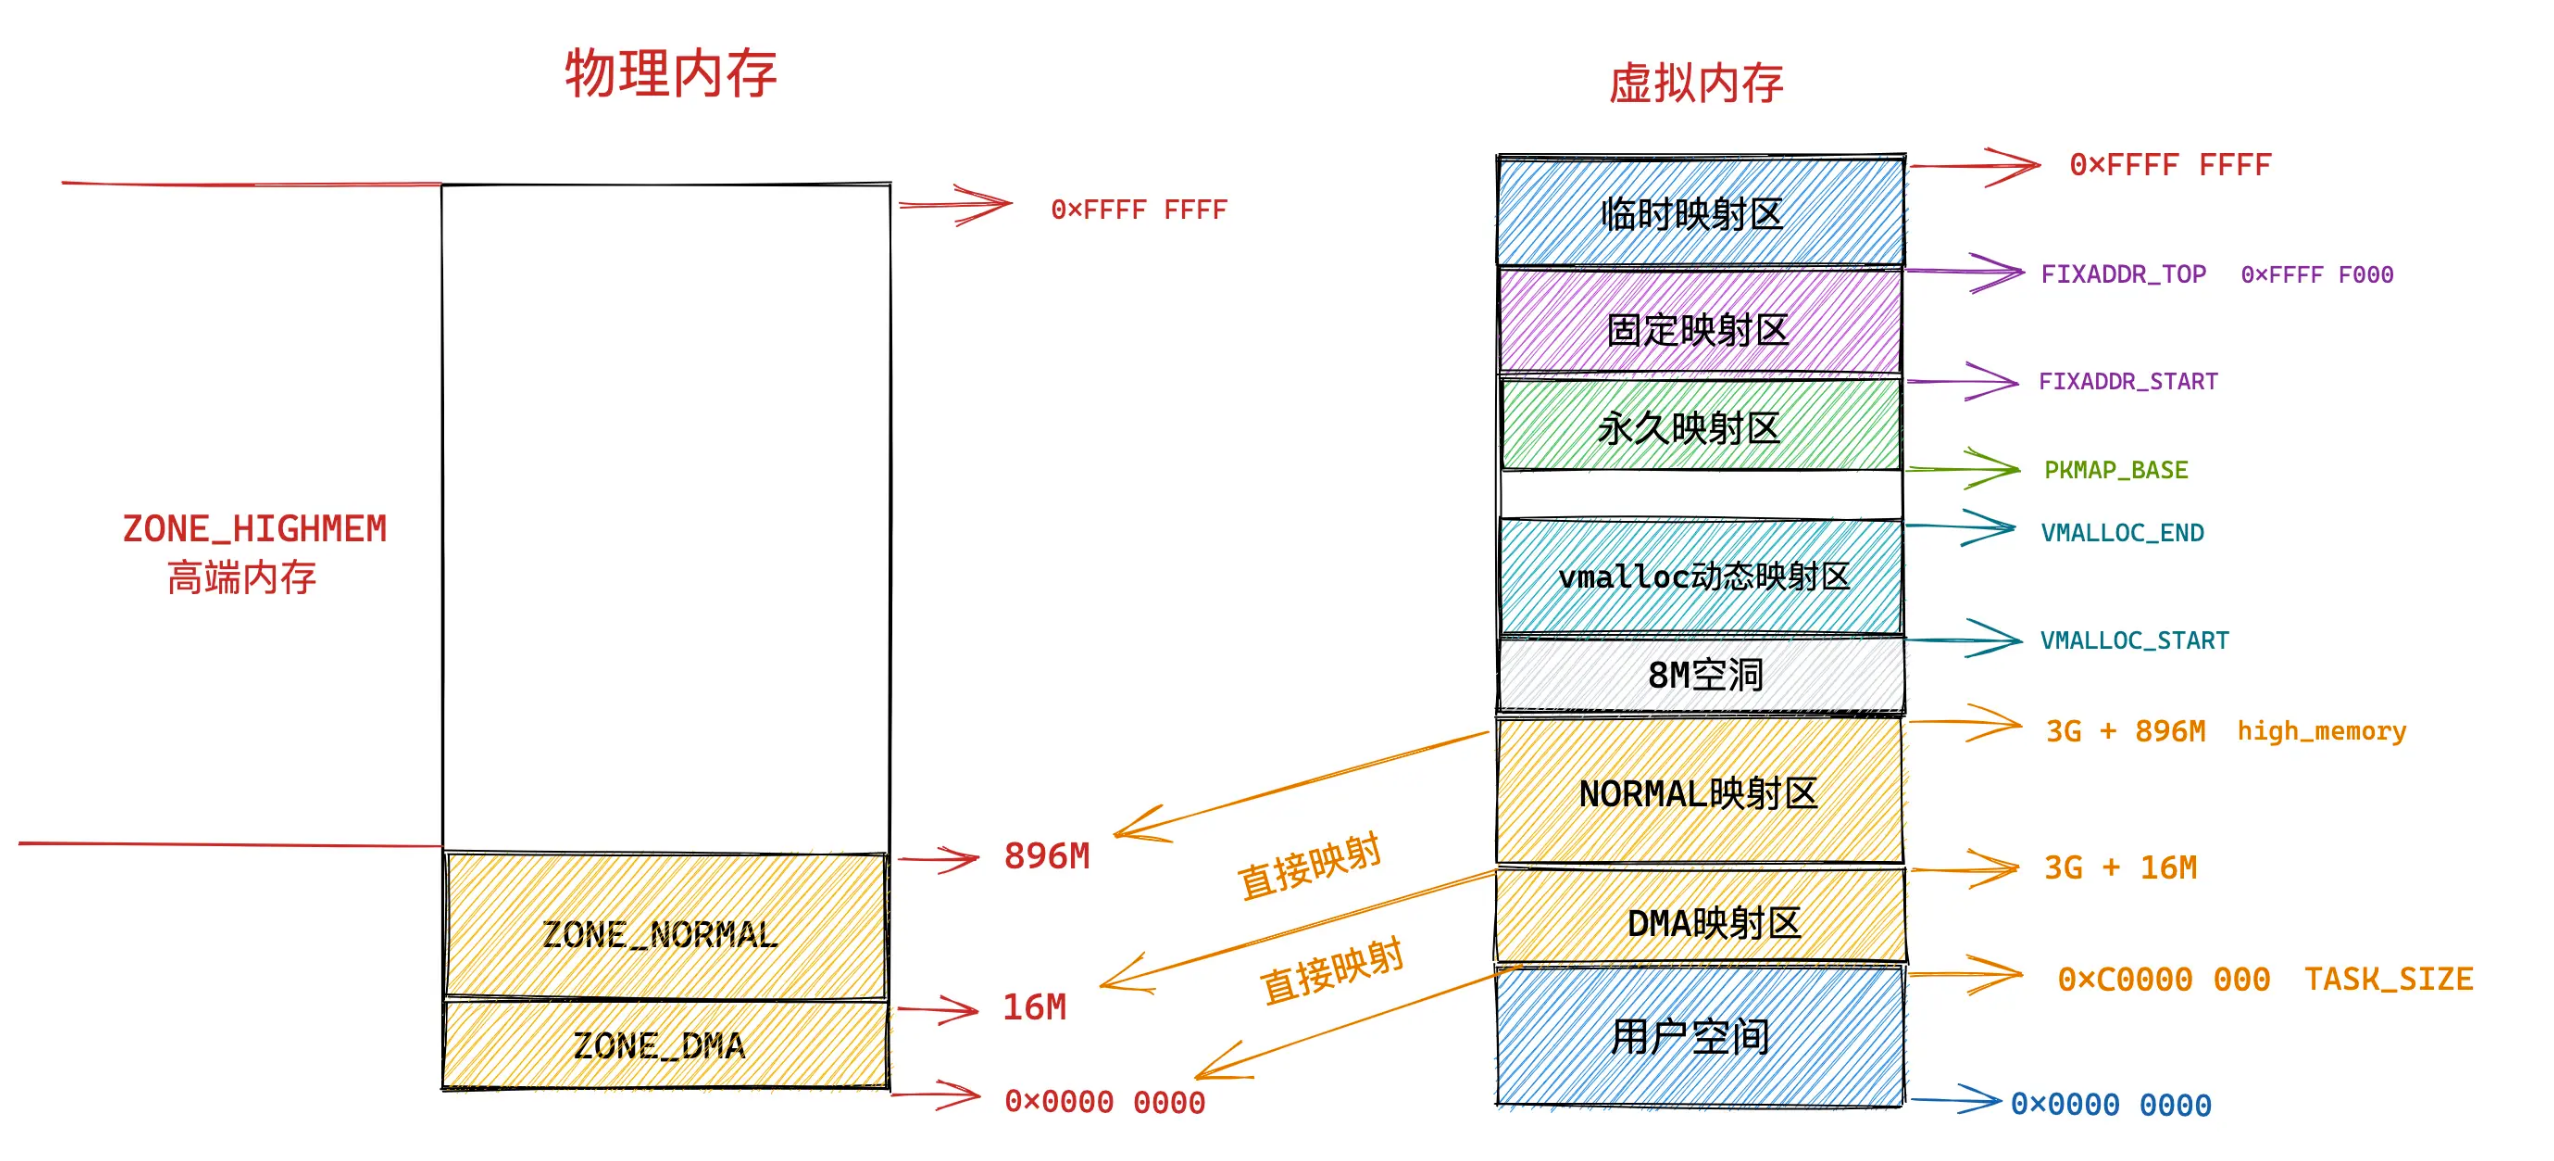 物理内存
0×FFFF FFFF
ZONE_HIGHMEM
高端内存
896M
ZONE_NORMAL
16M
ZONE_DMA
0×0000 0000
直接映射
直接映射
虚拟内存
0×FFFF FFFF
临时映射区
FIXADDR_TOP 0×FFFF F000
固定映射区
FIXADDR_START
永久映射区
PKMAP_BASE
VMALLOC_END
vmalloc动态映射区
VMALLOC_START
8M空洞
3G + 896M high_memory
NORMAL映射区
3G + 16M
DMA映射区
0×C0000 000 TASK_SIZE
用户空间
0×0000 0000